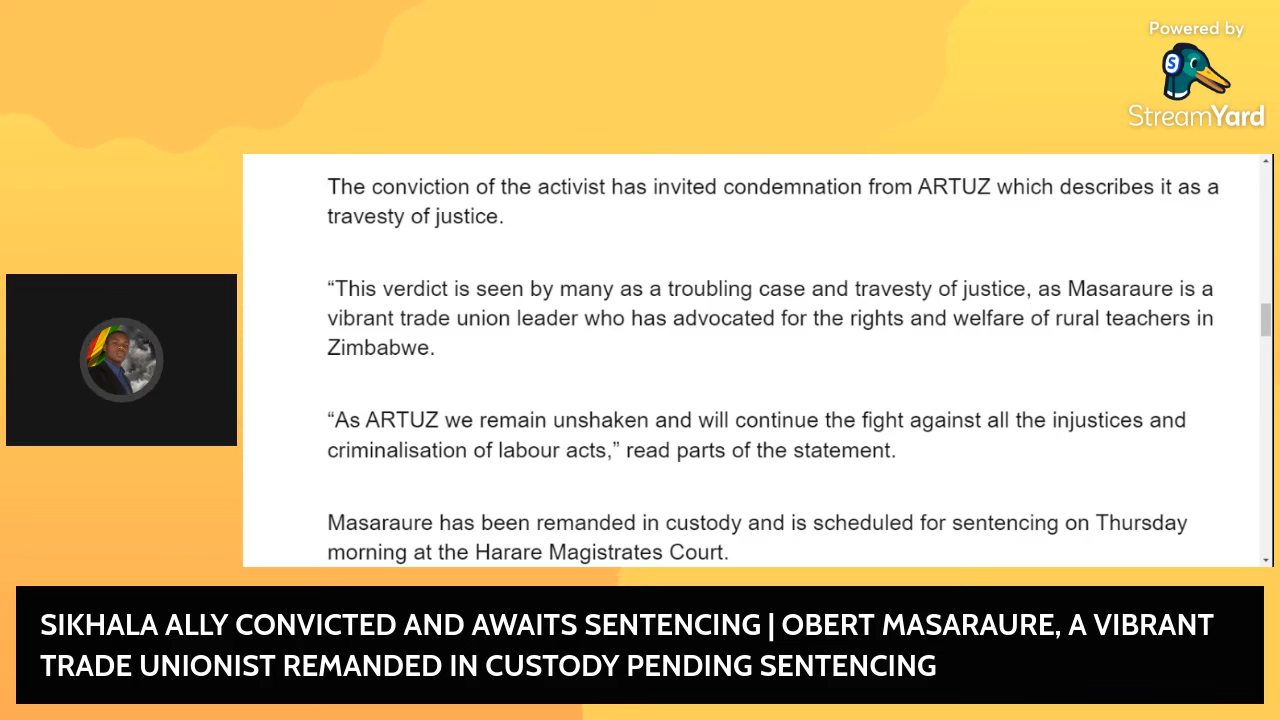 Powered by
S
StreamYard
The conviction of the activist has invited condemnation from ARTUZ which describes it as a
travesty of justice.
“This verdict is seen by many as a troubling case and travesty of justice, as Masaraure is a
vibrant trade union leader who has advocated for the rights and welfare of rural teachers in
Zimbabwe.
“As ARTUZ we remain unshaken and will continue the fight against all the injustices and
criminalisation of labour acts,” read parts of the statement.
Masaraure has been remanded in custody and is scheduled for sentencing on Thursday
morning at the Harare Magistrates Court.
SIKHALA ALLY CONVICTED AND AWAITS SENTENCING | OBERT MASARAURE, A VIBRANT
TRADE UNIONIST REMANDED IN CUSTODY PENDING SENTENCING